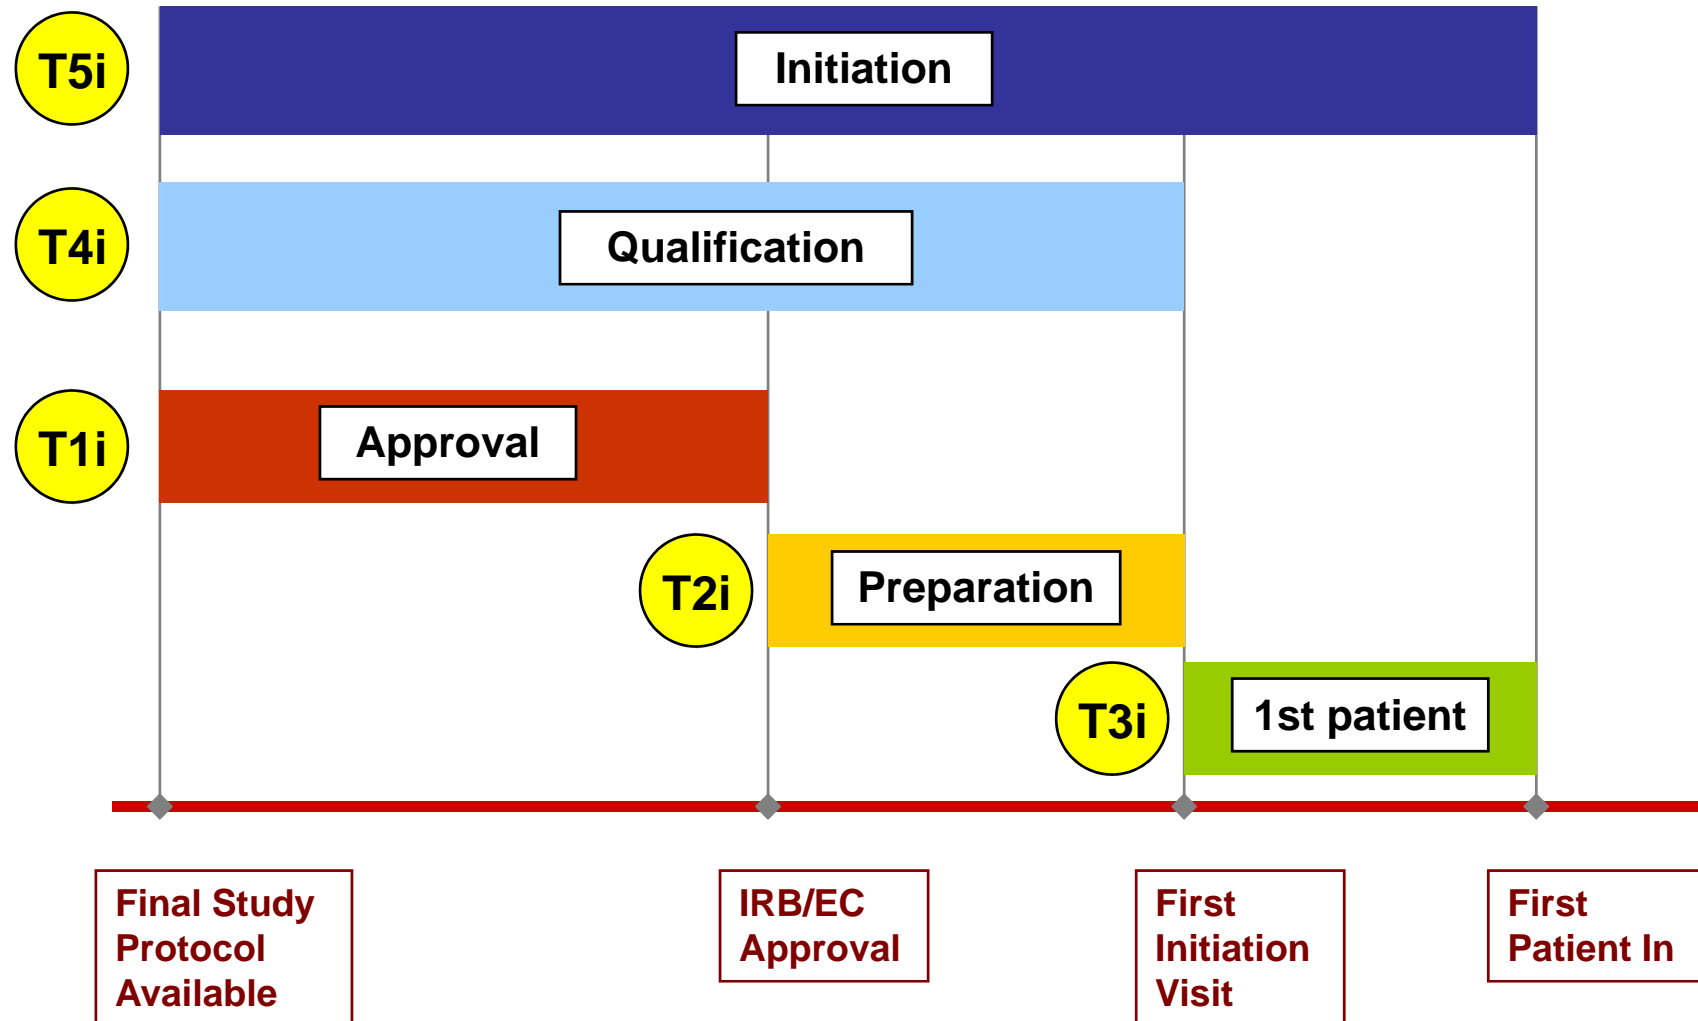 T5i
Initiation
T4i
Qualification
T1i
Approval
T2i
Preparation
T3i
1st patient
Final Study
Protocol
Available
IRB/EC
Approval
First
Initiation
Visit
First
Patient In